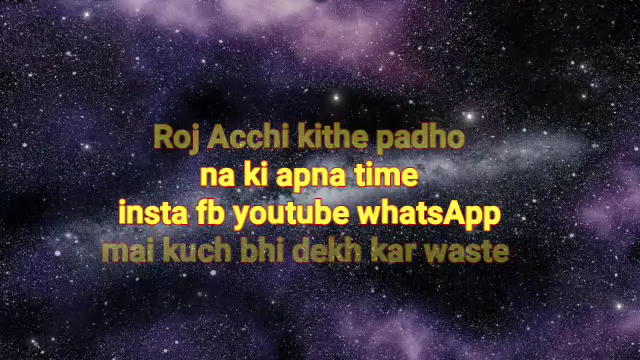 Roj Acchi kithe padho
na ki apna time
insta fb youtube whatsApp
mai kuch bhi dekh kar waste